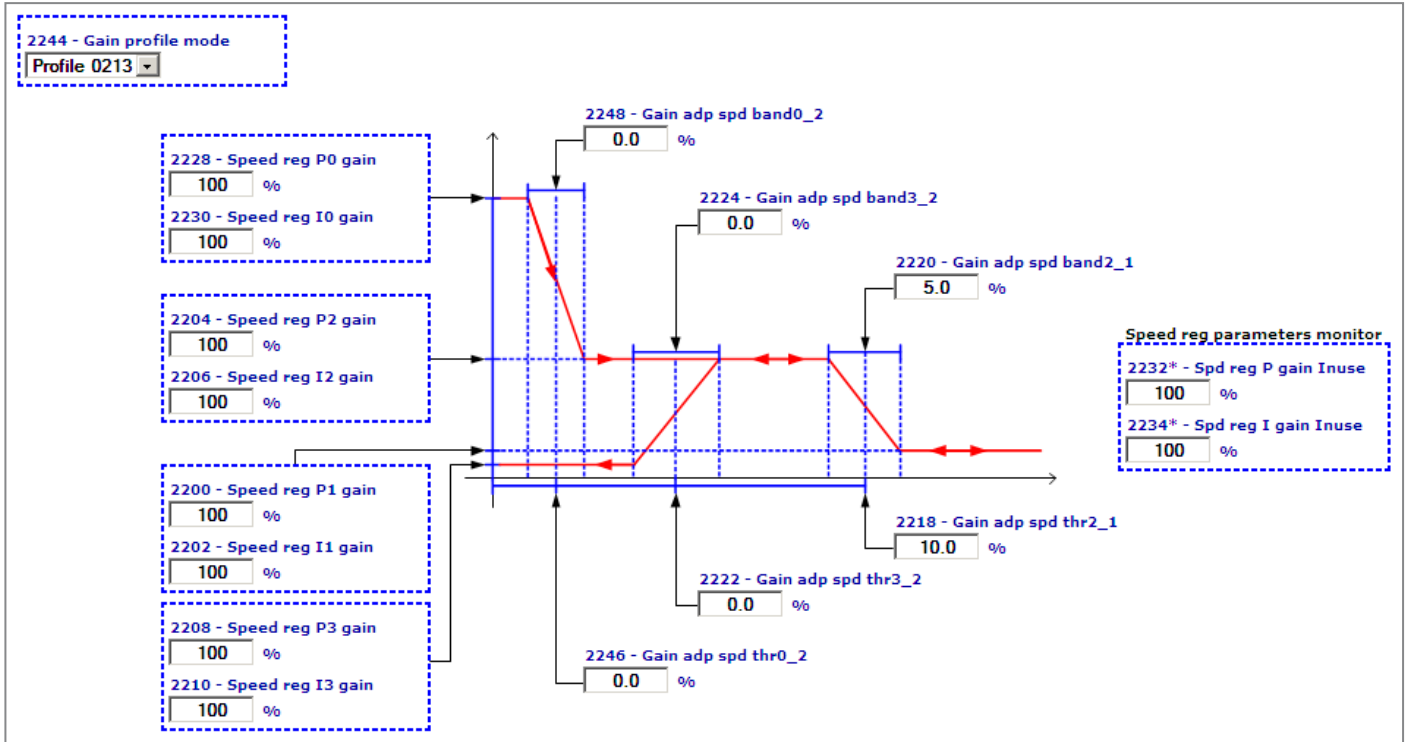 2244 - Gain profile mode
Profile 0213
2248 - Gain adp spd band0_2
0.0 %
2228 - Speed reg P0 gain
100 %
2230 - Speed reg I0 gain
100 %
2224 - Gain adp spd band3_2
0.0 %
2220 - Gain adp spd band2_1
5.0 %
2204 - Speed reg P2 gain
100 %
2206 - Speed reg I2 gain
100 %
Speed reg parameters monitor
2232* - Spd reg P gain Inuse
100 %
2234* - Spd reg I gain Inuse
100 %
2200 - Speed reg P1 gain
100 %
2202 - Speed reg I1 gain
100 %
2218 - Gain adp spd thr2_1
10.0 %
2222 - Gain adp spd thr3_2
0.0 %
2208 - Speed reg P3 gain
100 %
2210 - Speed reg I3 gain
100 %
2246 - Gain adp spd thr0_2
0.0 %